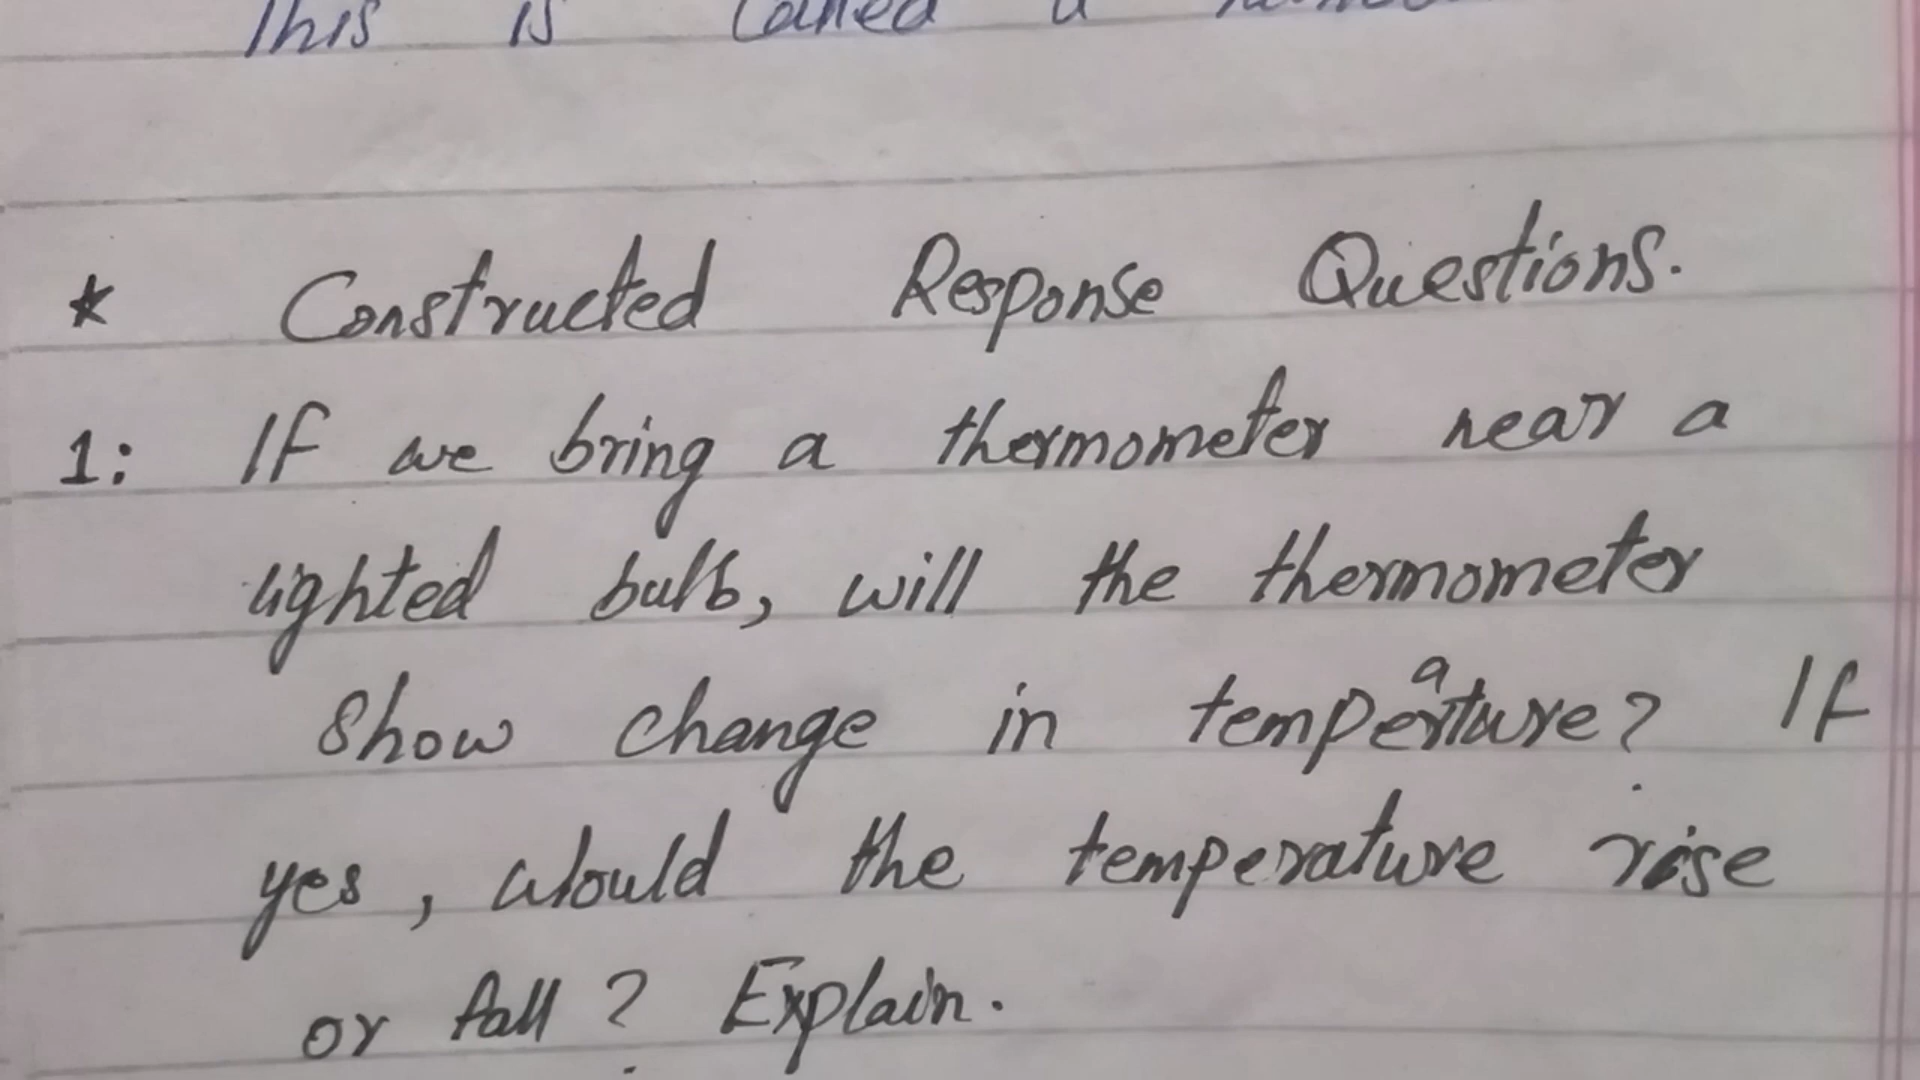 This is called a
* Constructed Response Questions.
1: If we bring a thermometer near a
lighted bulb, will the thermometer
show change in temperature? If
yes, would the temperature rise
or fall? Explain.